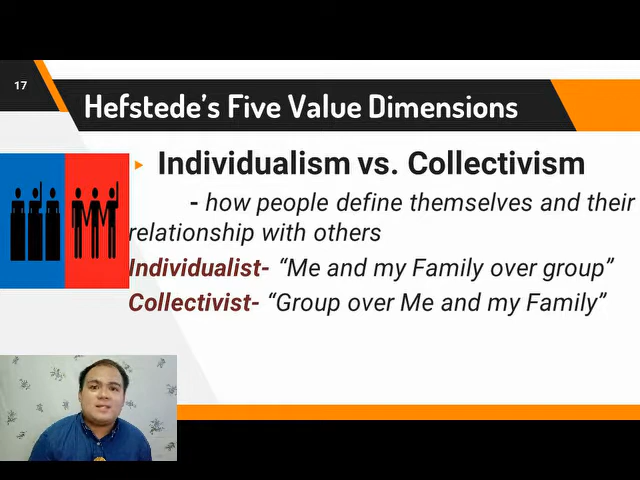 17
Hefstede's Five Value Dimensions
Individualism vs. Collectivism
- how people define themselves and their
relationship with others
Individualist- “Me and my Family over group”
Collectivist- “Group over Me and my Family”